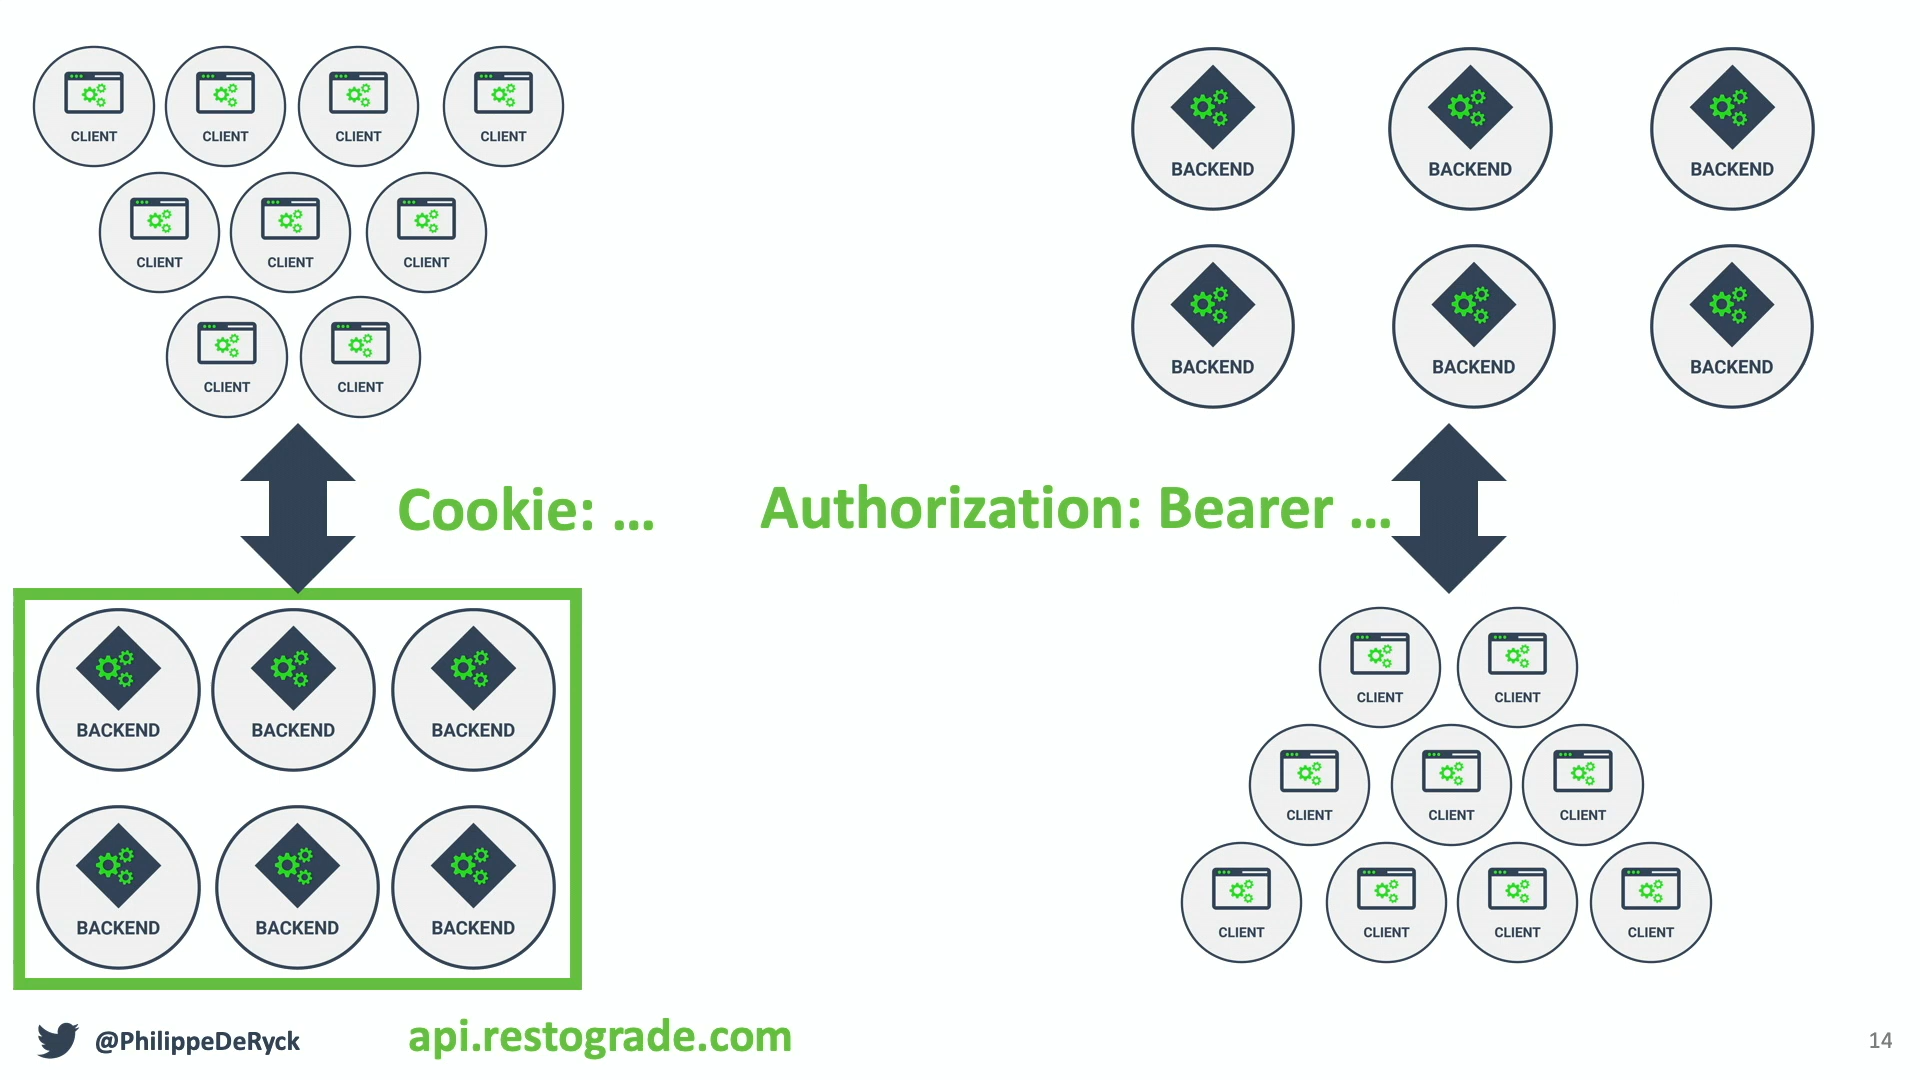 CLIENT CLIENT CLIENT CLIENT
CLIENT CLIENT CLIENT
CLIENT CLIENT
Cookie: ...
BACKEND BACKEND BACKEND
BACKEND BACKEND BACKEND
BACKEND BACKEND BACKEND
BACKEND BACKEND BACKEND
Authorization: Bearer ...
CLIENT CLIENT
CLIENT CLIENT CLIENT
CLIENT CLIENT CLIENT CLIENT
@PhilippeDeRyck
api.restograde.com
14